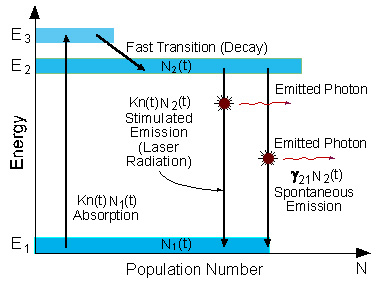 E3
Fast Transition (Decay)
E2
N2(t)
Kn(t)N2(t)
Stimulated
Emission
(Laser
Radiation)
Emitted Photon
Emitted Photon
γ21N2(t)
Spontaneous
Emission
Kn(t)N1(t)
Absorption
Energy
E1
N1(t)
Population Number
N